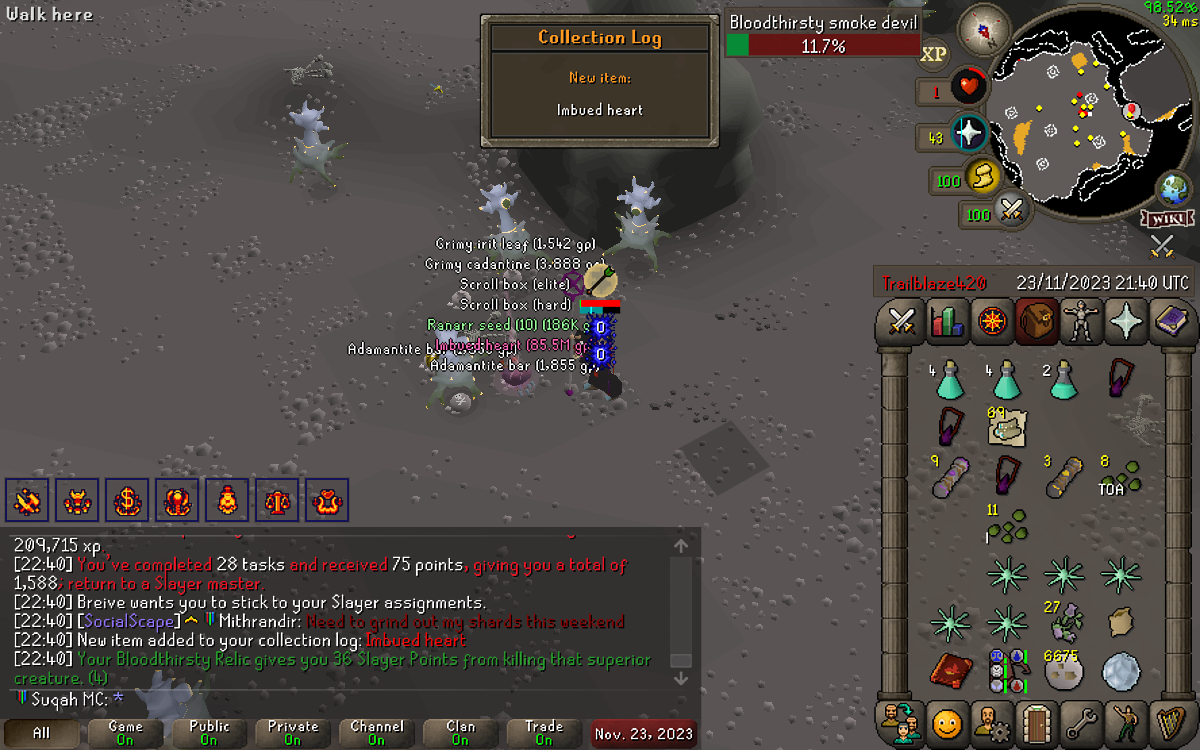 Walk here
Collection Log
New item:
Imbued heart
Bloodthirsty smoke devil
11.7%
98.52%
34 ms
XP
1
43
100
100
WIKI
Grimy irit leaf (1,542 gp)
Grimy cadantine (3,888
Scroll box (elite)
Scroll box (hard)
Ranarr seed (10) (186K
Imbued heart (85.5M gp)
Adamantite bar
Adamantite bar (1,855 gp)
0
0
Trailblaze420
23/11/2023 21:40 UTC
4
4
2
69
9
3
8
TOA
11
27
6675
209,715 xp.
[22:40] You've completed 28 tasks and received 75 points, giving you a total of
1,588; return to a Slayer master.
[22:40] Breive wants you to stick to your Slayer assignments.
[22:40] [SocialScape] Mithrandir: Need to grind out my shards this weekend
[22:40] New item added to your collection log: Imbued heart
[22:40] Your Bloodthirsty Relic gives you 36 Slayer Points from killing that superior
creature. (4)
Suqah MC: *
All
Game
On
Public
On
Private
On
Channel
On
Clan
On
Trade
On
Nov. 23, 2023